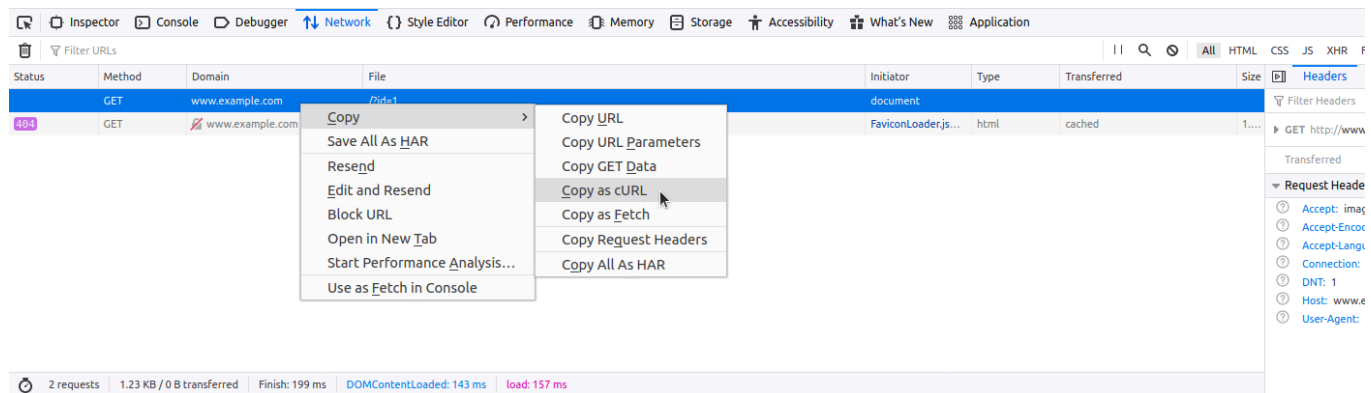 Inspector Console Debugger Network Style Editor Performance Memory Storage Accessibility What's New Application
Filter URLs All HTML CSS JS XHR
Status Method Domain File Initiator Type Transferred Size Headers
GET www.example.com /?id=1 document
Filter Headers
404 GET www.example.com FaviconLoader.js... html cached 1....
GET http://www
Transferred
Request Heade
Accept: imag
Accept-Encod
Accept-Langu
Connection:
DNT: 1
Host: www.e
User-Agent:
Copy
Save All As HAR
Resend
Edit and Resend
Block URL
Open in New Tab
Start Performance Analysis...
Use as Fetch in Console
Copy URL
Copy URL Parameters
Copy GET Data
Copy as cURL
Copy as Fetch
Copy Request Headers
Copy All As HAR
2 requests 1.23 KB / 0 B transferred Finish: 199 ms DOMContentLoaded: 143 ms load: 157 ms